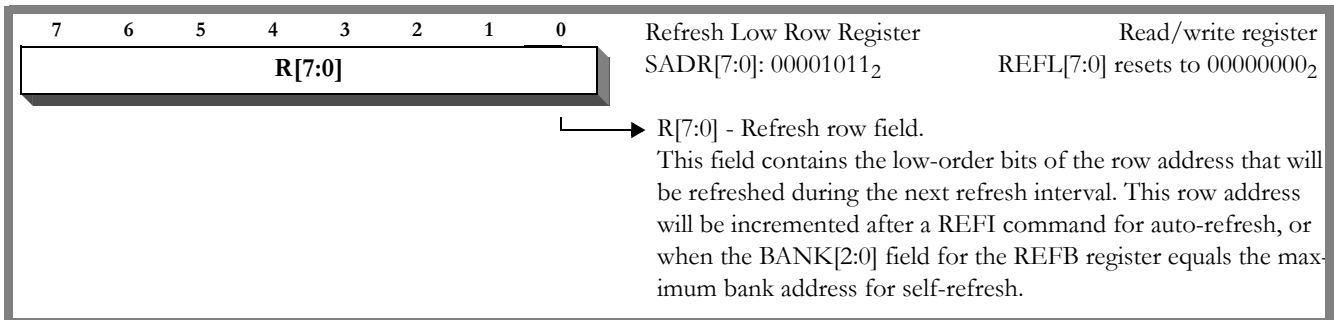 7 6 5 4 3 2 1 0
R[7:0]
Refresh Low Row Register Read/write register
SADR[7:0]: 00001011₂ REFL[7:0] resets to 00000000₂
R[7:0] - Refresh row field.
This field contains the low-order bits of the row address that will
be refreshed during the next refresh interval. This row address
will be incremented after a REFI command for auto-refresh, or
when the BANK[2:0] field for the REFB register equals the max-
imum bank address for self-refresh.